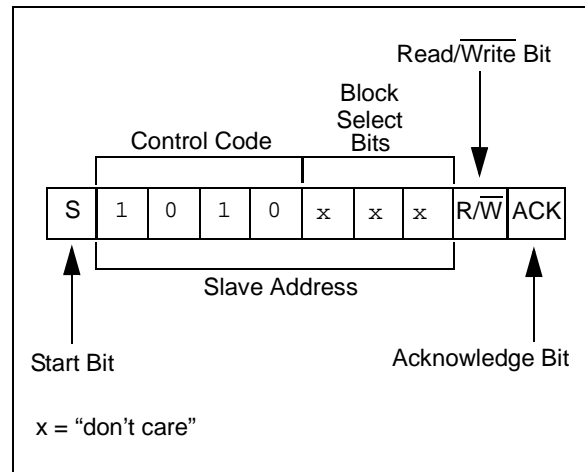 Read/Write Bit
Block
Select
Bits
Control Code
S 1 0 1 0 x x x R/W ACK
Slave Address
Start Bit
Acknowledge Bit
x = “don’t care”